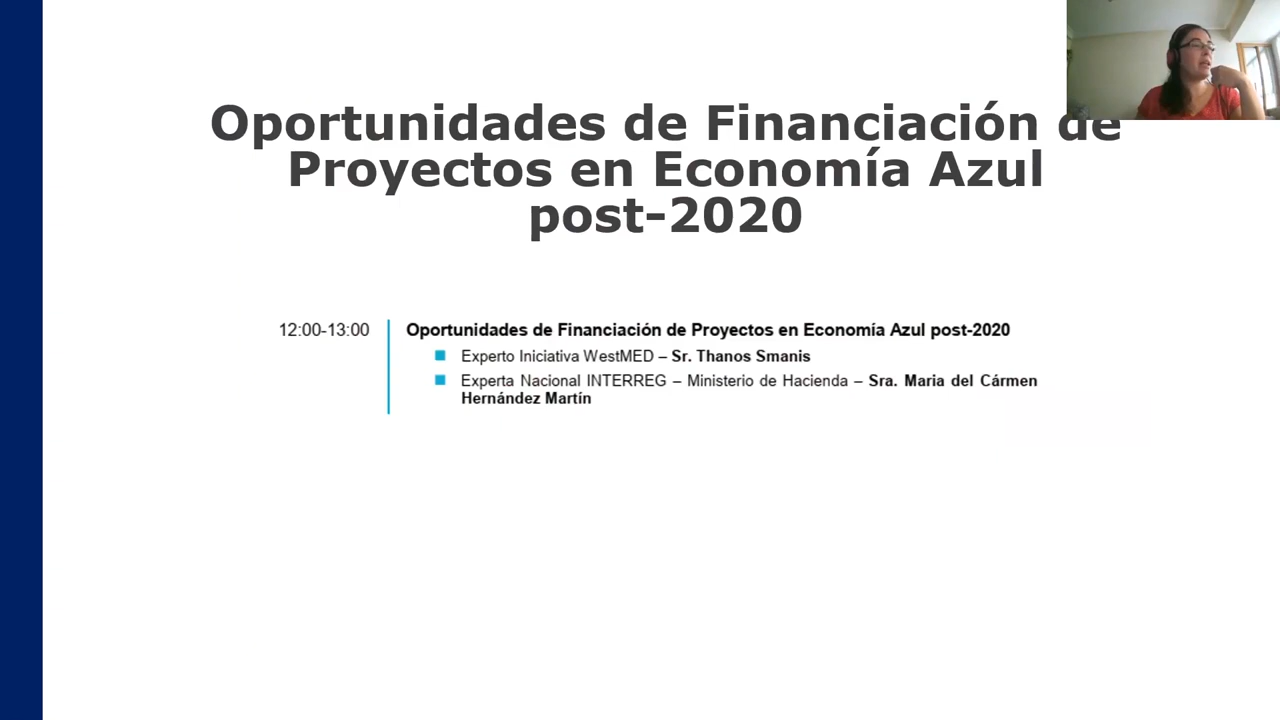 Oportunidades de Financiación de
Proyectos en Economía Azul
post-2020
12:00-13:00
Oportunidades de Financiación de Proyectos en Economía Azul post-2020
Experto Iniciativa WestMED – Sr. Thanos Smanis
Experta Nacional INTERREG – Ministerio de Hacienda – Sra. Maria del Cármen
Hernández Martín